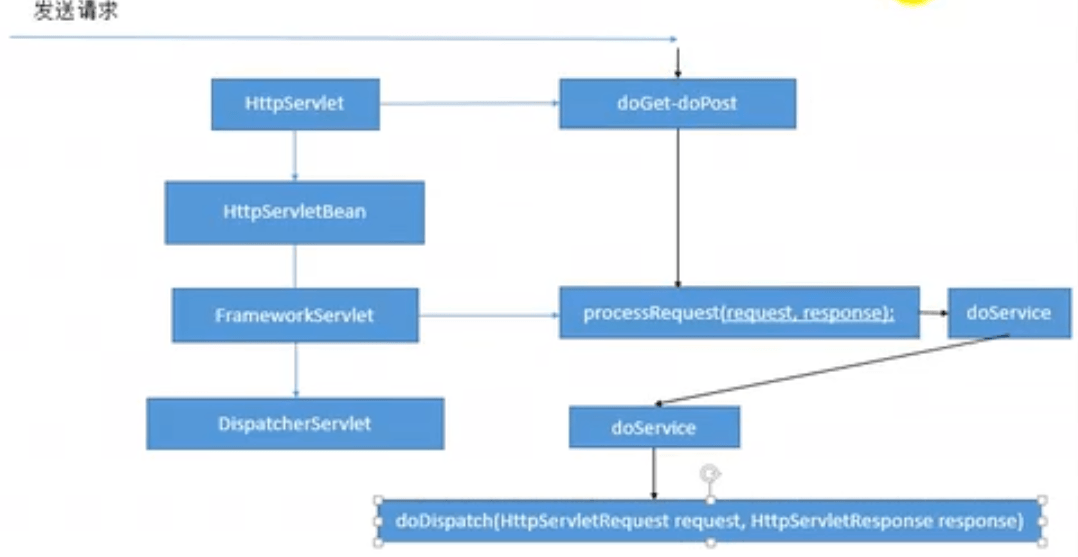 发送请求
HttpServlet
doGet-doPost
HttpServletBean
FrameworkServlet
processRequest(request, response);
doService
DispatcherServlet
doService
doDispatch(HttpServletRequest request, HttpServletResponse response)